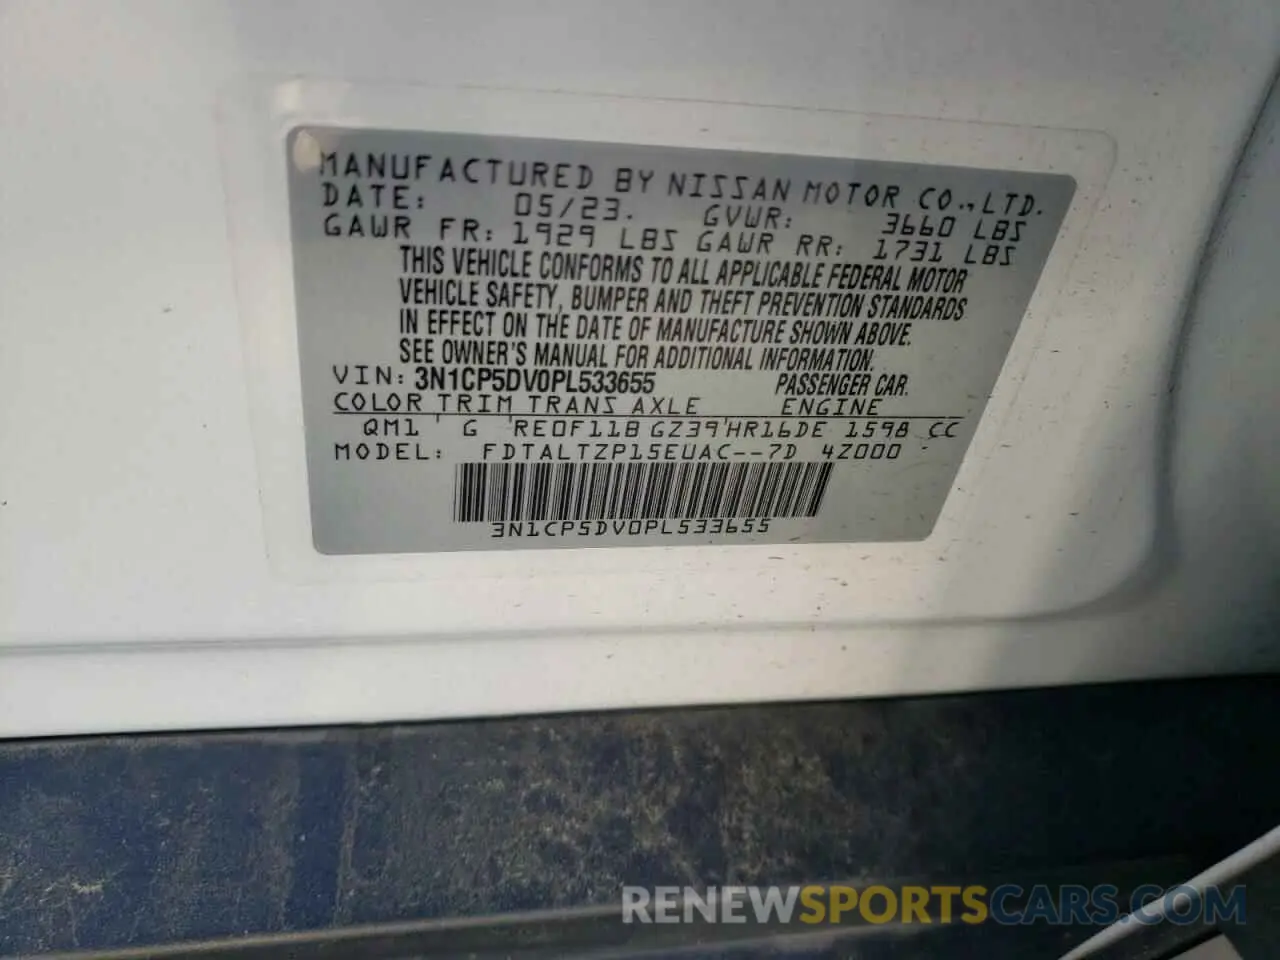 MANUFACTURED BY NISSAN MOTOR CO.,LTD.
DATE: 05/23. GVWR: 3660 LBS
GAWR FR: 1929 LBS GAWR RR: 1731 LBS
THIS VEHICLE CONFORMS TO ALL APPLICABLE FEDERAL MOTOR
VEHICLE SAFETY, BUMPER AND THEFT PREVENTION STANDARDS
IN EFFECT ON THE DATE OF MANUFACTURE SHOWN ABOVE.
SEE OWNER'S MANUAL FOR ADDITIONAL INFORMATION.
VIN: 3N1CP5DV0PL533655 PASSENGER CAR.
COLOR TRIM TRANS AXLE ENGINE
QM1 ' G 'RE0F11B GZ39'HR16DE 1598 CC
MODEL: FDTALTZP15EUAC--7D 4Z000
3N1CP5DV0PL533655
RENEWSPORTSCARS.COM